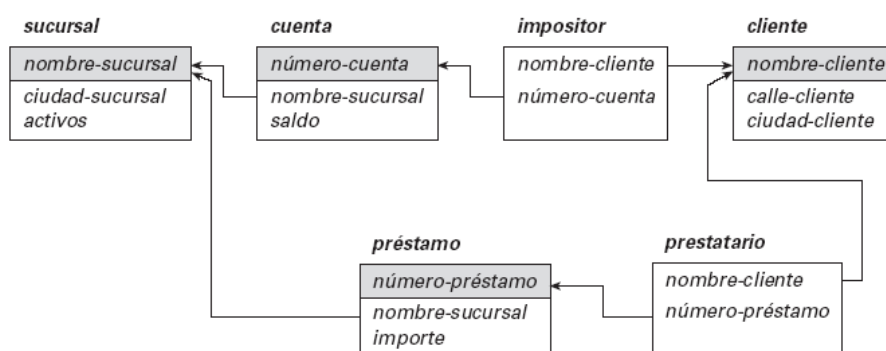 sucursal
nombre-sucursal
ciudad-sucursal
activos
cuenta
número-cuenta
nombre-sucursal
saldo
impositor
nombre-cliente
número-cuenta
cliente
nombre-cliente
calle-cliente
ciudad-cliente
préstamo
número-préstamo
nombre-sucursal
importe
prestatario
nombre-cliente
número-préstamo